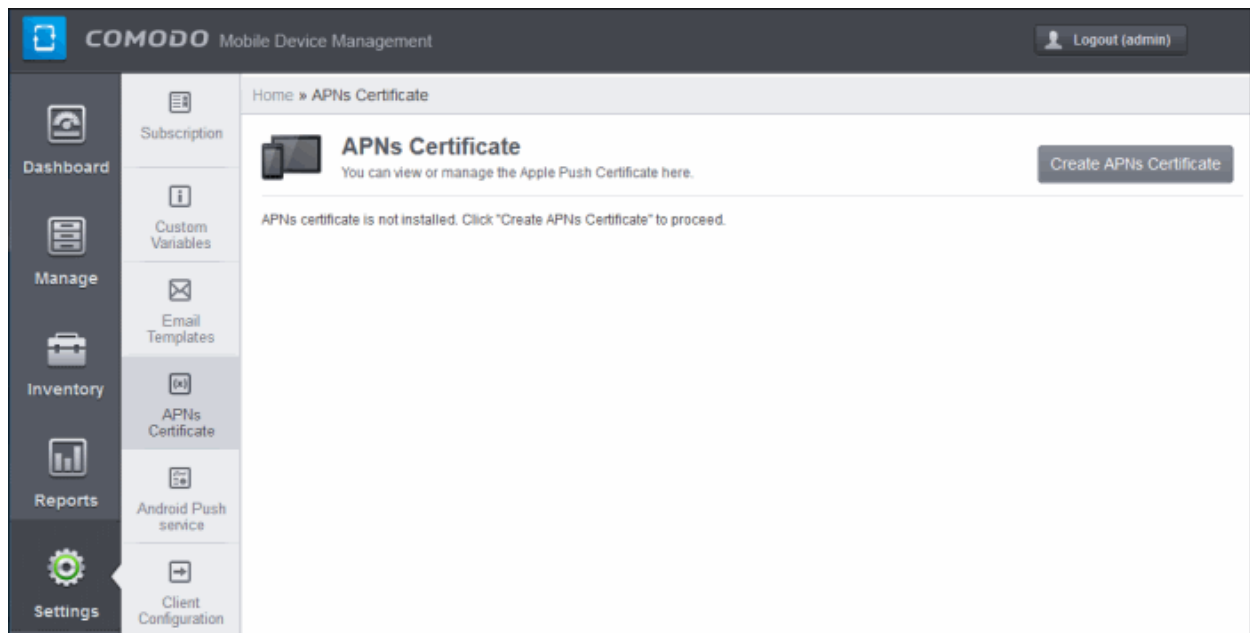 COMODO Mobile Device Management
Logout (admin)
Dashboard
Manage
Inventory
Reports
Settings
Subscription
Custom
Variables
Email
Templates
APNs
Certificate
Android Push
service
Client
Configuration
Home » APNs Certificate
APNs Certificate
You can view or manage the Apple Push Certificate here.
Create APNs Certificate
APNs certificate is not installed. Click "Create APNs Certificate" to proceed.